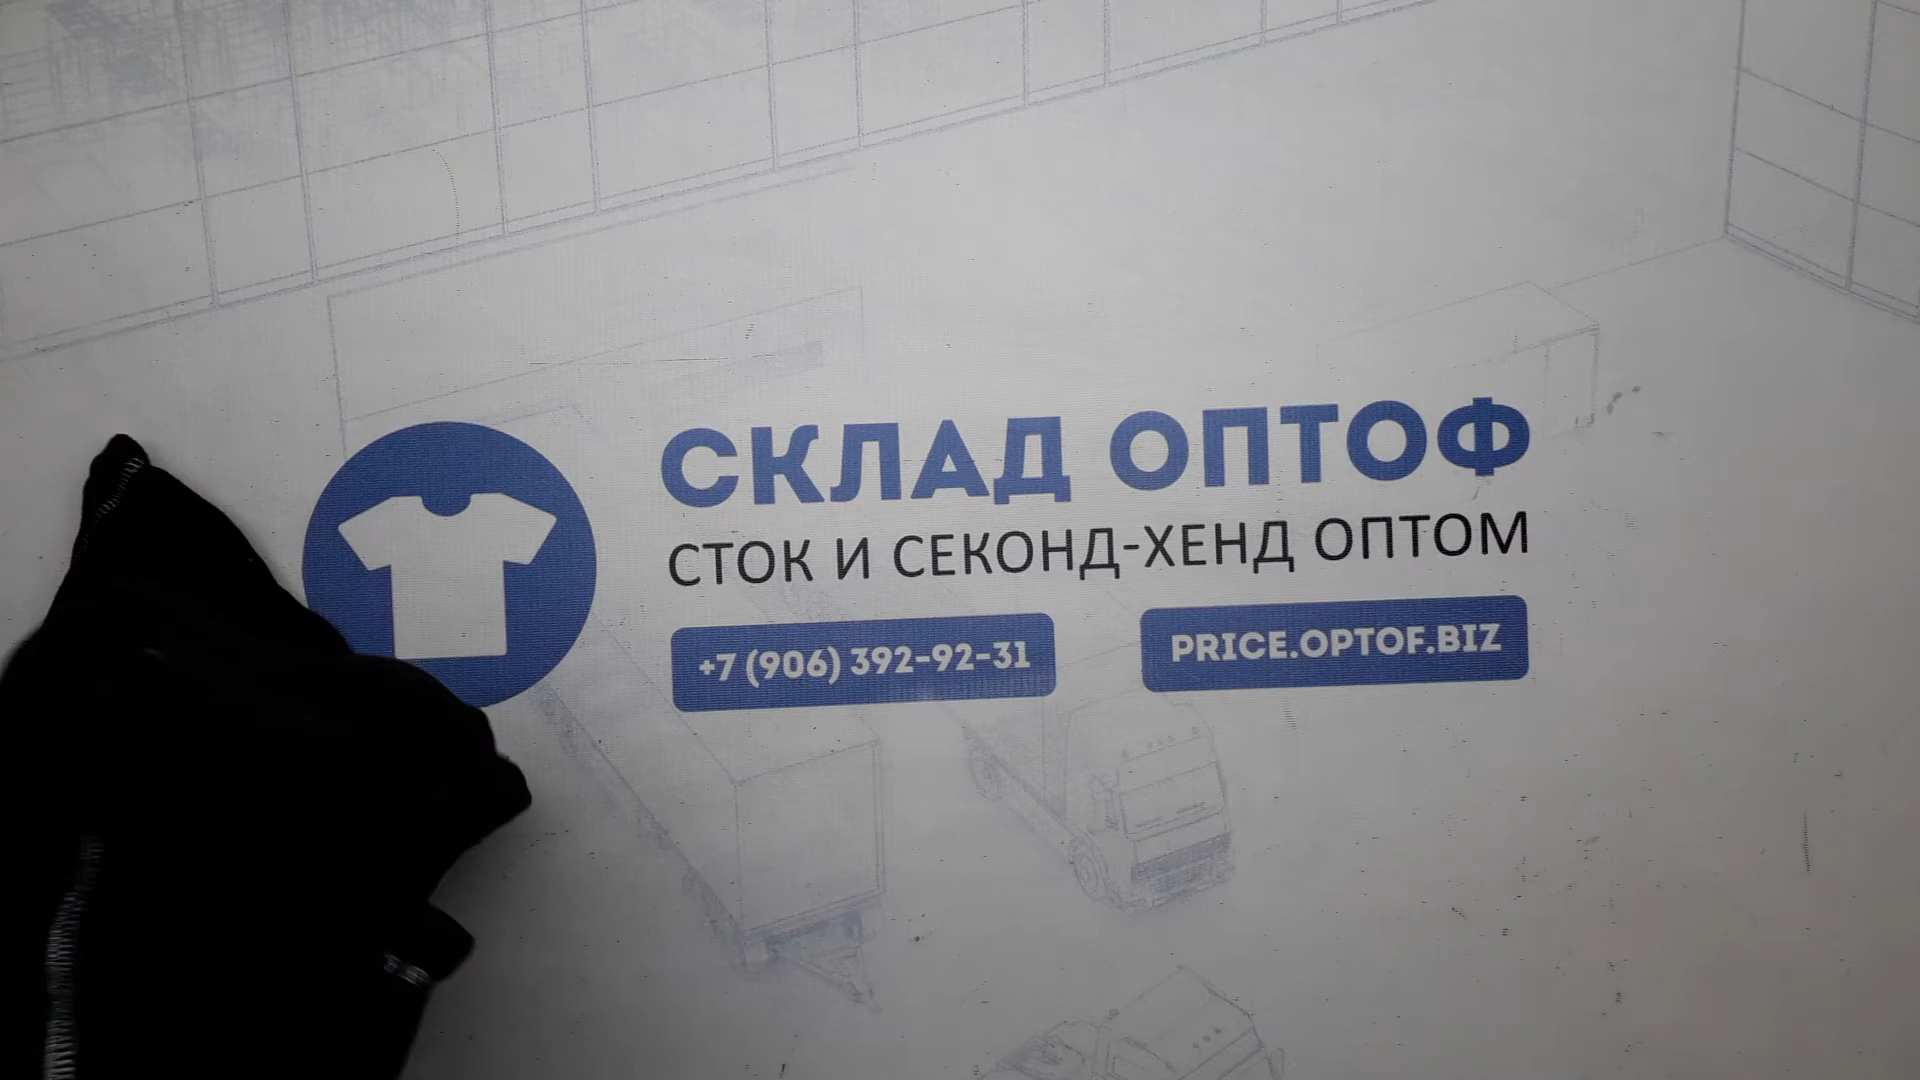 СКЛАД ОПТОФ
СТОК И СЕКОНД-ХЕНД ОПТОМ
+7 (906) 392-92-31
PRICE.OPTOF.BIZ